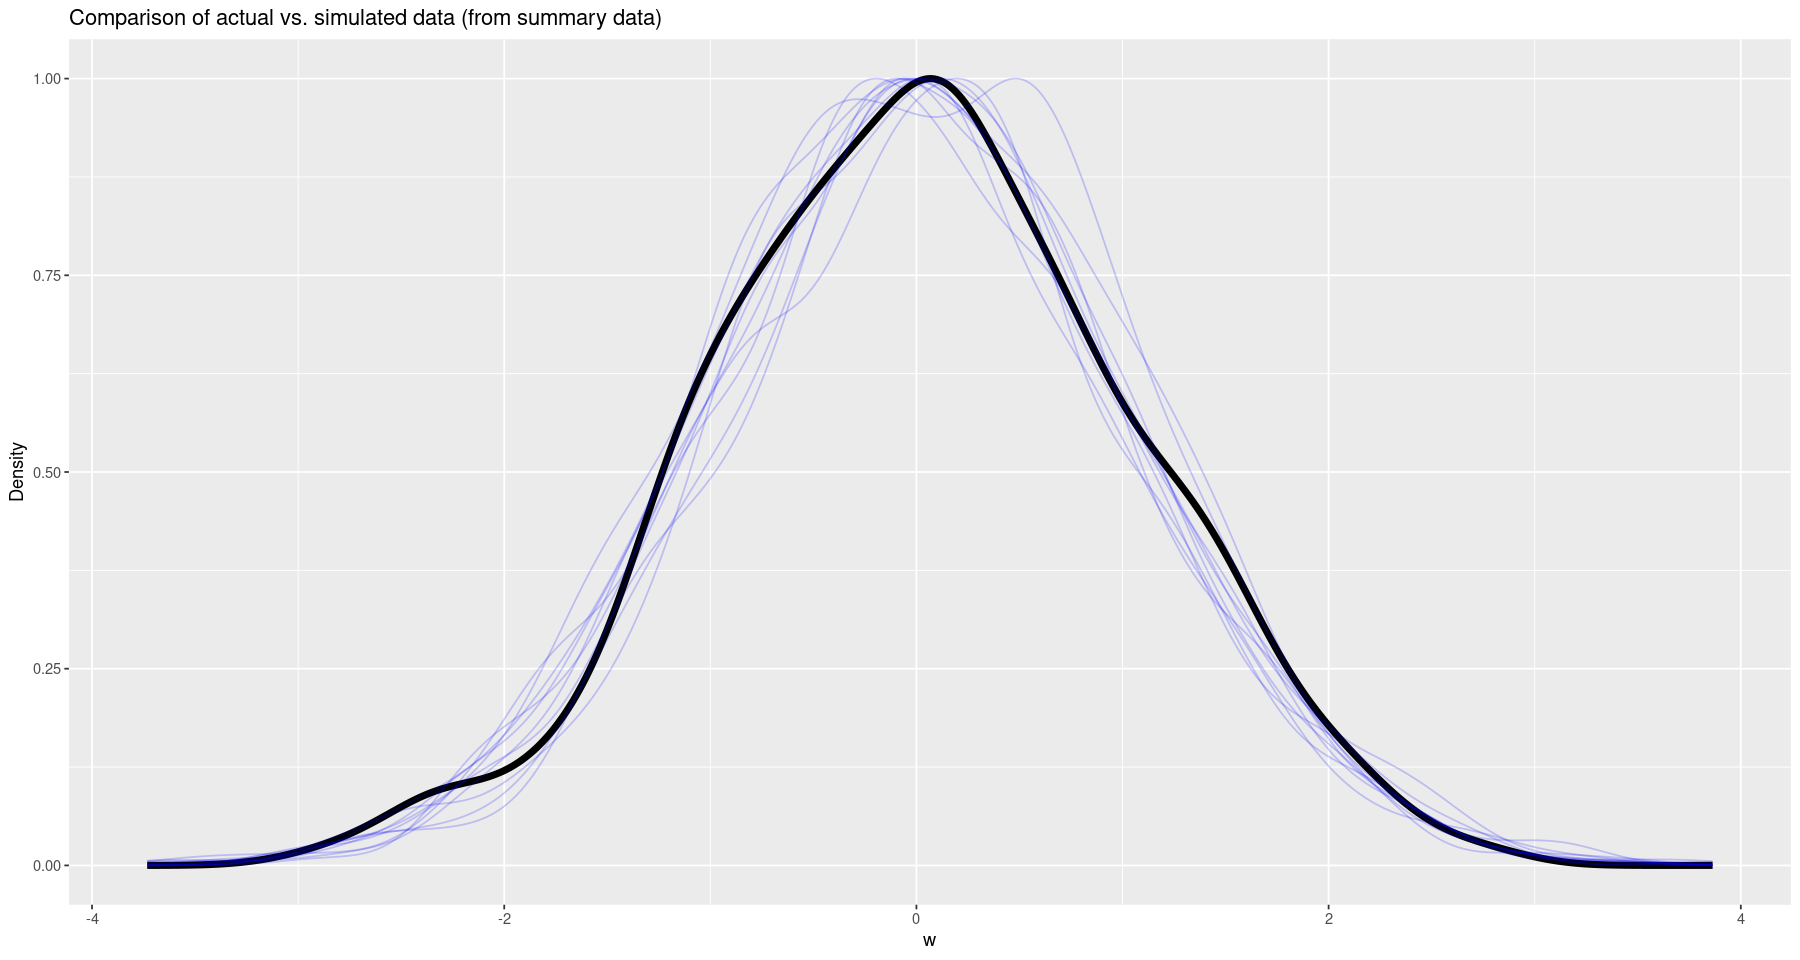 Comparison of actual vs. simulated data (from summary data)
Density
1.00
0.75
0.50
0.25
0.00
-4 -2 0 2 4
w